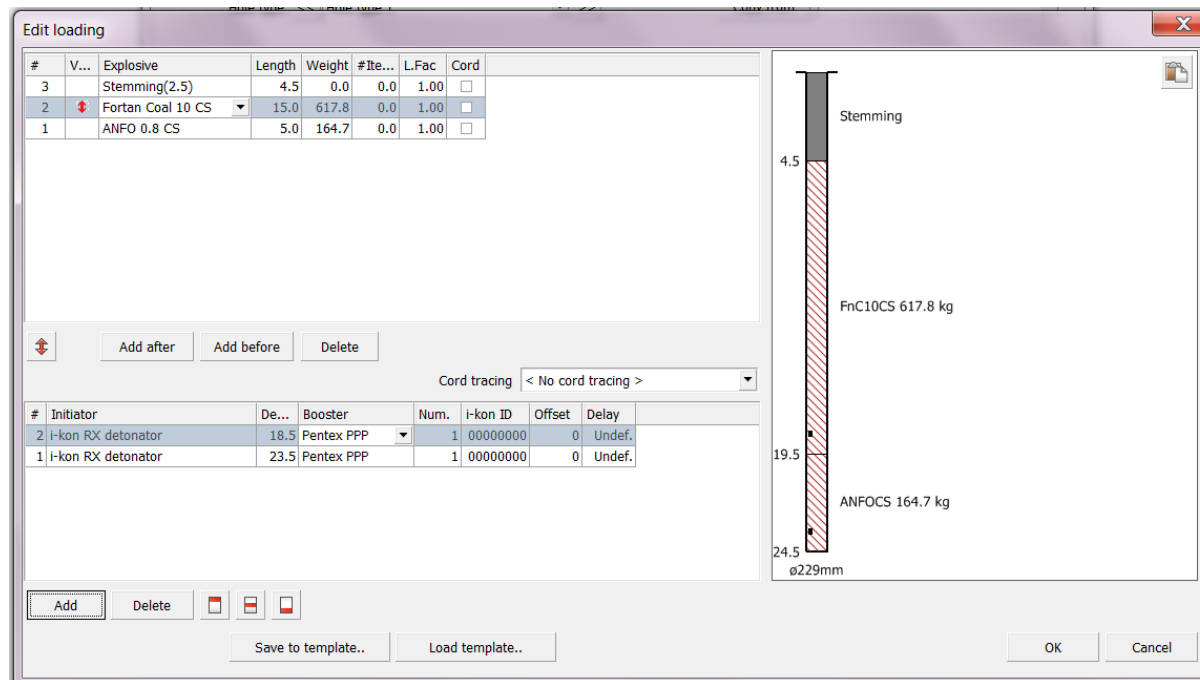 Edit loading
# V... Explosive Length Weight #Ite... L.Fac Cord
3 Stemming(2.5) 4.5 0.0 0.0 1.00
2 Fortan Coal 10 CS 15.0 617.8 0.0 1.00
1 ANFO 0.8 CS 5.0 164.7 0.0 1.00
Add after Add before Delete
Cord tracing < No cord tracing >
# Initiator De... Booster Num. i-kon ID Offset Delay
2 i-kon RX detonator 18.5 Pentex PPP 1 00000000 0 Undef.
1 i-kon RX detonator 23.5 Pentex PPP 1 00000000 0 Undef.
Add Delete
Save to template.. Load template..
Stemming
4.5
FnC10CS 617.8 kg
19.5
ANFOCS 164.7 kg
24.5
ø229mm
OK Cancel